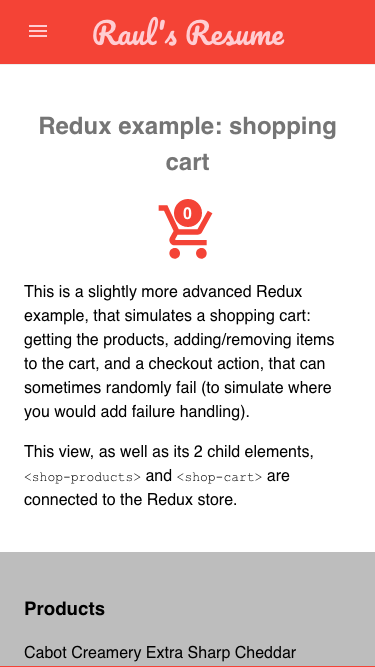 Raul's Resume
Redux example: shopping
cart
0
This is a slightly more advanced Redux
example, that simulates a shopping cart:
getting the products, adding/removing items
to the cart, and a checkout action, that can
sometimes randomly fail (to simulate where
you would add failure handling).
This view, as well as its 2 child elements,
<shop-products> and <shop-cart> are
connected to the Redux store.
Products
Cabot Creamery Extra Sharp Cheddar